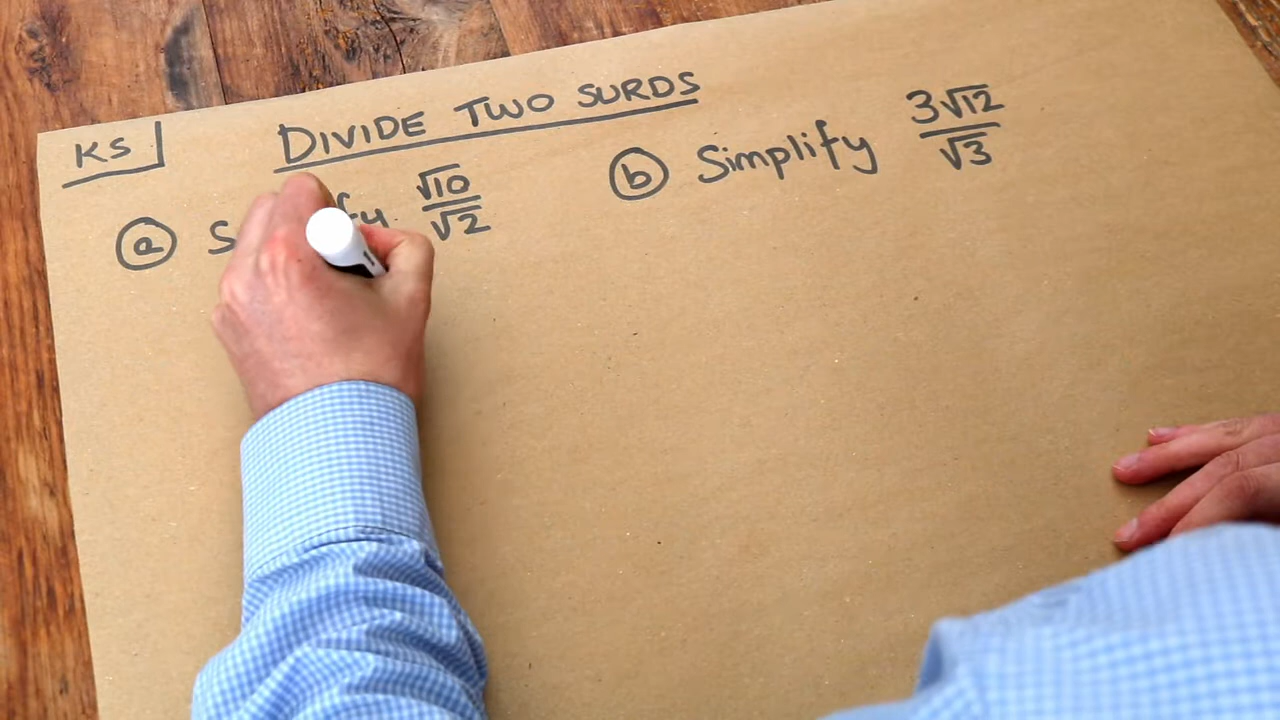 KS
DIVIDE TWO SURDS
ⓐ √10/√2
ⓑ Simplify 3√12/√3